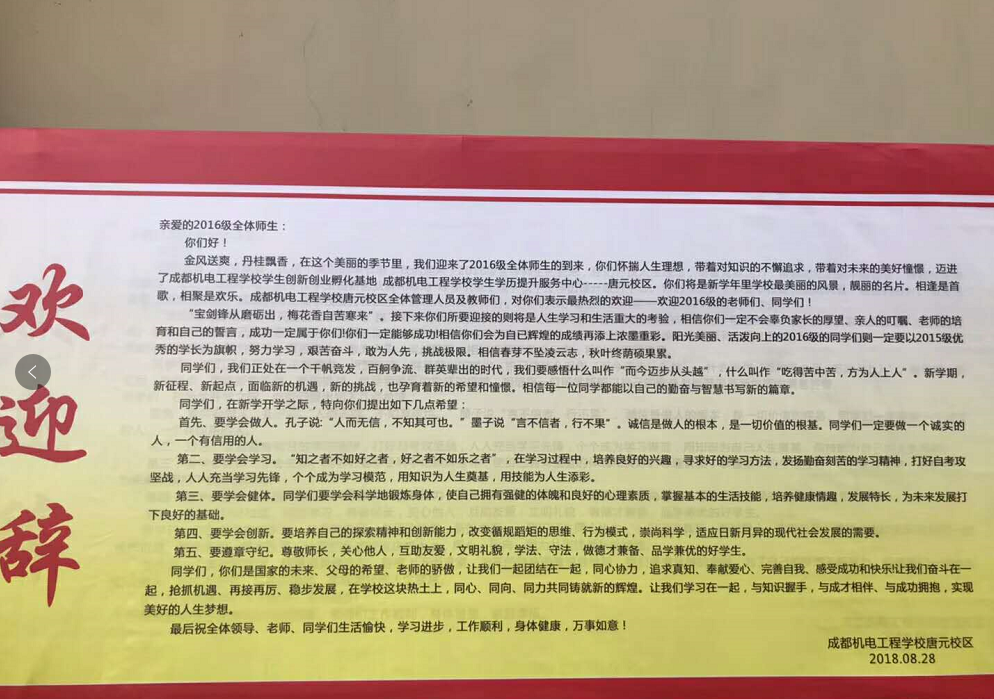 欢迎辞
亲爱的2016级全体师生：
你们好！
金风送爽，丹桂飘香，在这个美丽的季节里，我们迎来了2016级全体师生的到来，你们怀揣人生理想，带着对知识的不懈追求，带着对未来的美好憧憬，迈进
了成都机电工程学校学生创新创业孵化基地 成都机电工程学校学生学历提升服务中心-----唐元校区。你们将是新学年里学校最美丽的风景，靓丽的名片。相逢是首
歌，相聚是欢乐。成都机电工程学校唐元校区全体管理人员及教师们，对你们表示最热烈的欢迎——欢迎2016级的老师们、同学们！
“宝剑锋从磨砺出，梅花香自苦寒来”。接下来你们所要迎接的则将是人生学习和生活重大的考验，相信你们一定不会辜负家长的厚望、亲人的叮嘱、老师的培
育和自己的誓言，成功一定属于你们!你们一定能够成功!相信你们会为自已辉煌的成绩再添上浓墨重彩。阳光美丽、活泼向上的2016级的同学们则一定要以2015级优
秀的学长为旗帜，努力学习，艰苦奋斗，敢为人先，挑战极限。相信春芽不坠凌云志，秋叶终萌硕果累。
同学们，我们正处在一个千帆竞发，百舸争流、群英辈出的时代，我们要感悟什么叫作“而今迈步从头越”，什么叫作“吃得苦中苦，方为人上人”。新学期，
新征程、新起点，面临新的机遇，新的挑战，也孕育着新的希望和憧憬。相信每一位同学都能以自己的勤奋与智慧书写新的篇章。
同学们，在新学开学之际，特向你们提出如下几点希望：
首先、要学会做人。孔子说:“人而无信，不知其可也。”墨子说“言不信者，行不果”。诚信是做人的根本，是一切价值的根基。同学们一定要做一个诚实的
人，一个有信用的人。
第二、要学会学习。“知之者不如好之者，好之者不如乐之者”，在学习过程中，培养良好的兴趣，寻求好的学习方法，发扬勤奋刻苦的学习精神，打好自考攻
坚战，人人充当学习先锋，个个成为学习模范，用知识为人生奠基，用技能为人生添彩。
第三、要学会健体。同学们要学会科学地锻炼身体，使自己拥有强健的体魄和良好的心理素质，掌握基本的生活技能，培养健康情趣，发展特长，为未来发展打
下良好的基础。
第四、要学会创新。要培养自己的探索精神和创新能力，改变循规蹈矩的思维、行为模式，崇尚科学，适应日新月异的现代社会发展的需要。
第五、要遵章守纪。尊敬师长，关心他人，互助友爱，文明礼貌，学法、守法，做德才兼备、品学兼优的好学生。
同学们，你们是国家的未来、父母的希望、老师的骄傲，让我们一起团结在一起，同心协力，追求真知、奉献爱心、完善自我、感受成功和快乐!让我们奋斗在一
起，抢抓机遇、再接再厉、稳步发展，在学校这块热土上，同心、同向、同力共同铸就新的辉煌。让我们学习在一起，与知识握手，与成才相伴、与成功拥抱，实现
美好的人生梦想。
最后祝全体领导、老师、同学们生活愉快，学习进步，工作顺利，身体健康，万事如意！
成都机电工程学校唐元校区
2018.08.28